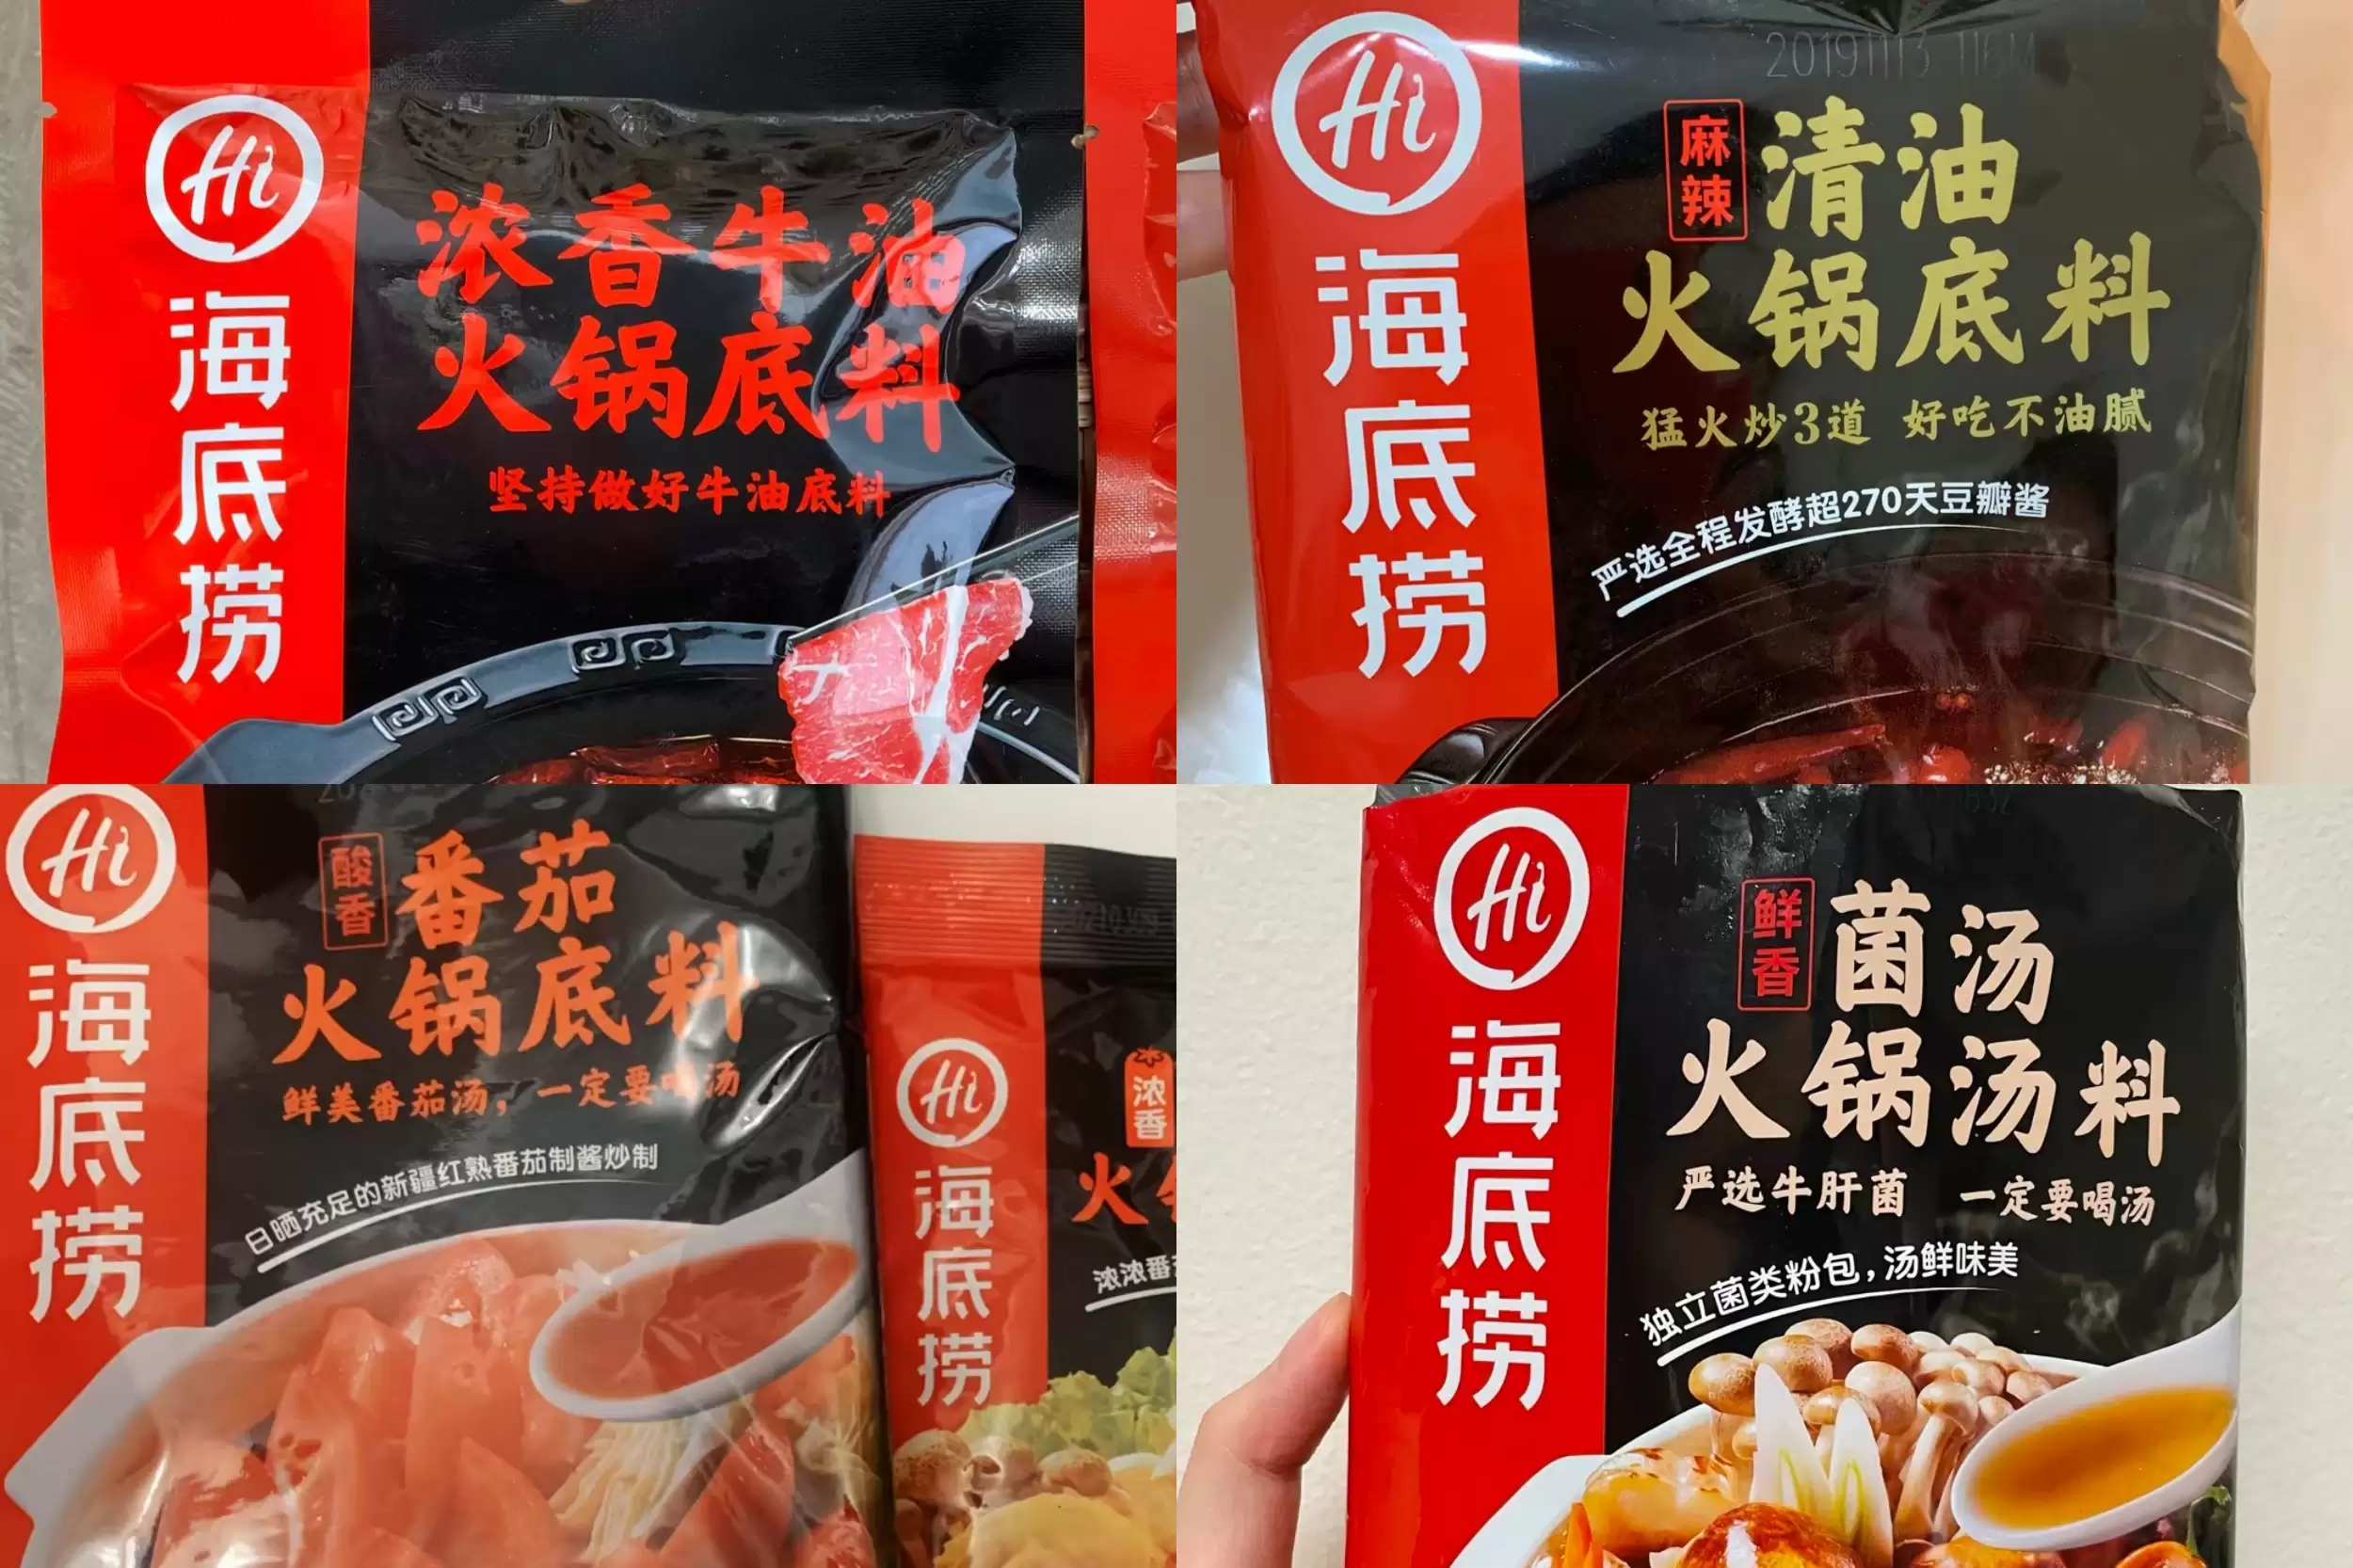 Hi
海底捞
浓香牛油
火锅底料
坚持做好牛油底料
20191113
Hi
海底捞
麻辣
清油
火锅底料
猛火炒3道 好吃不油腻
严选全程发酵超270天豆瓣酱
Hi
海底捞
酸香
番茄
火锅底料
鲜美番茄汤，一定要喝汤
日晒充足的新疆红熟番茄制酱炒制
Hi
海底捞
浓香
火锅
浓浓番
Hi
海底捞
鲜香
菌汤
火锅汤料
严选牛肝菌 一定要喝汤
独立菌类粉包，汤鲜味美